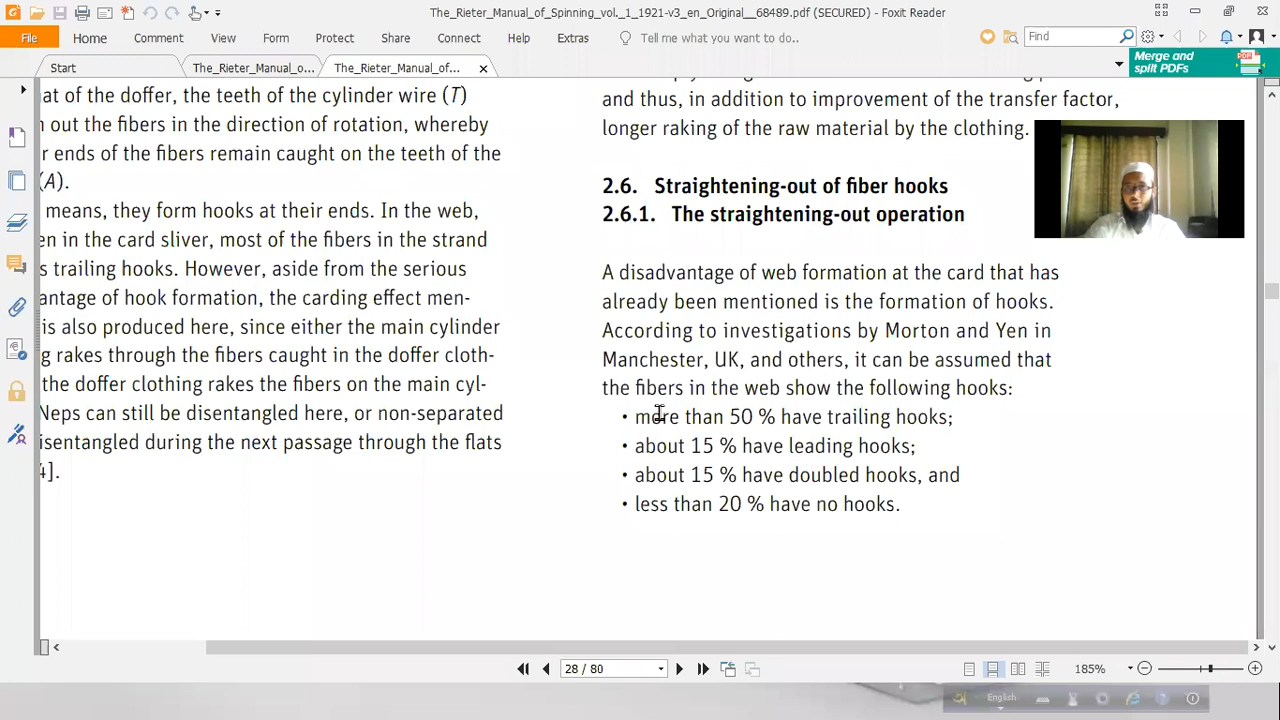 The_Rieter_Manual_of_Spinning_vol._1_1921-v3_en_Original__68489.pdf (SECURED) - Foxit Reader
File Home Comment View Form Protect Share Connect Help Extras Tell me what you want to do.. Find
Start The_Rieter_Manual_o... The_Rieter_Manual_of...
Merge and
split PDFs
at of the doffer, the teeth of the cylinder wire (T)
out the fibers in the direction of rotation, whereby
r ends of the fibers remain caught on the teeth of the
(A).
means, they form hooks at their ends. In the web,
en in the card sliver, most of the fibers in the strand
s trailing hooks. However, aside from the serious
antage of hook formation, the carding effect men-
is also produced here, since either the main cylinder
g rakes through the fibers caught in the doffer cloth-
the doffer clothing rakes the fibers on the main cyl-
Neps can still be disentangled here, or non-separated
isentangled during the next passage through the flats
4].
and thus, in addition to improvement of the transfer factor,
longer raking of the raw material by the clothing.
2.6. Straightening-out of fiber hooks
2.6.1. The straightening-out operation
A disadvantage of web formation at the card that has
already been mentioned is the formation of hooks.
According to investigations by Morton and Yen in
Manchester, UK, and others, it can be assumed that
the fibers in the web show the following hooks:
• more than 50 % have trailing hooks;
• about 15 % have leading hooks;
• about 15 % have doubled hooks, and
• less than 20 % have no hooks.
28 / 80
185%
English